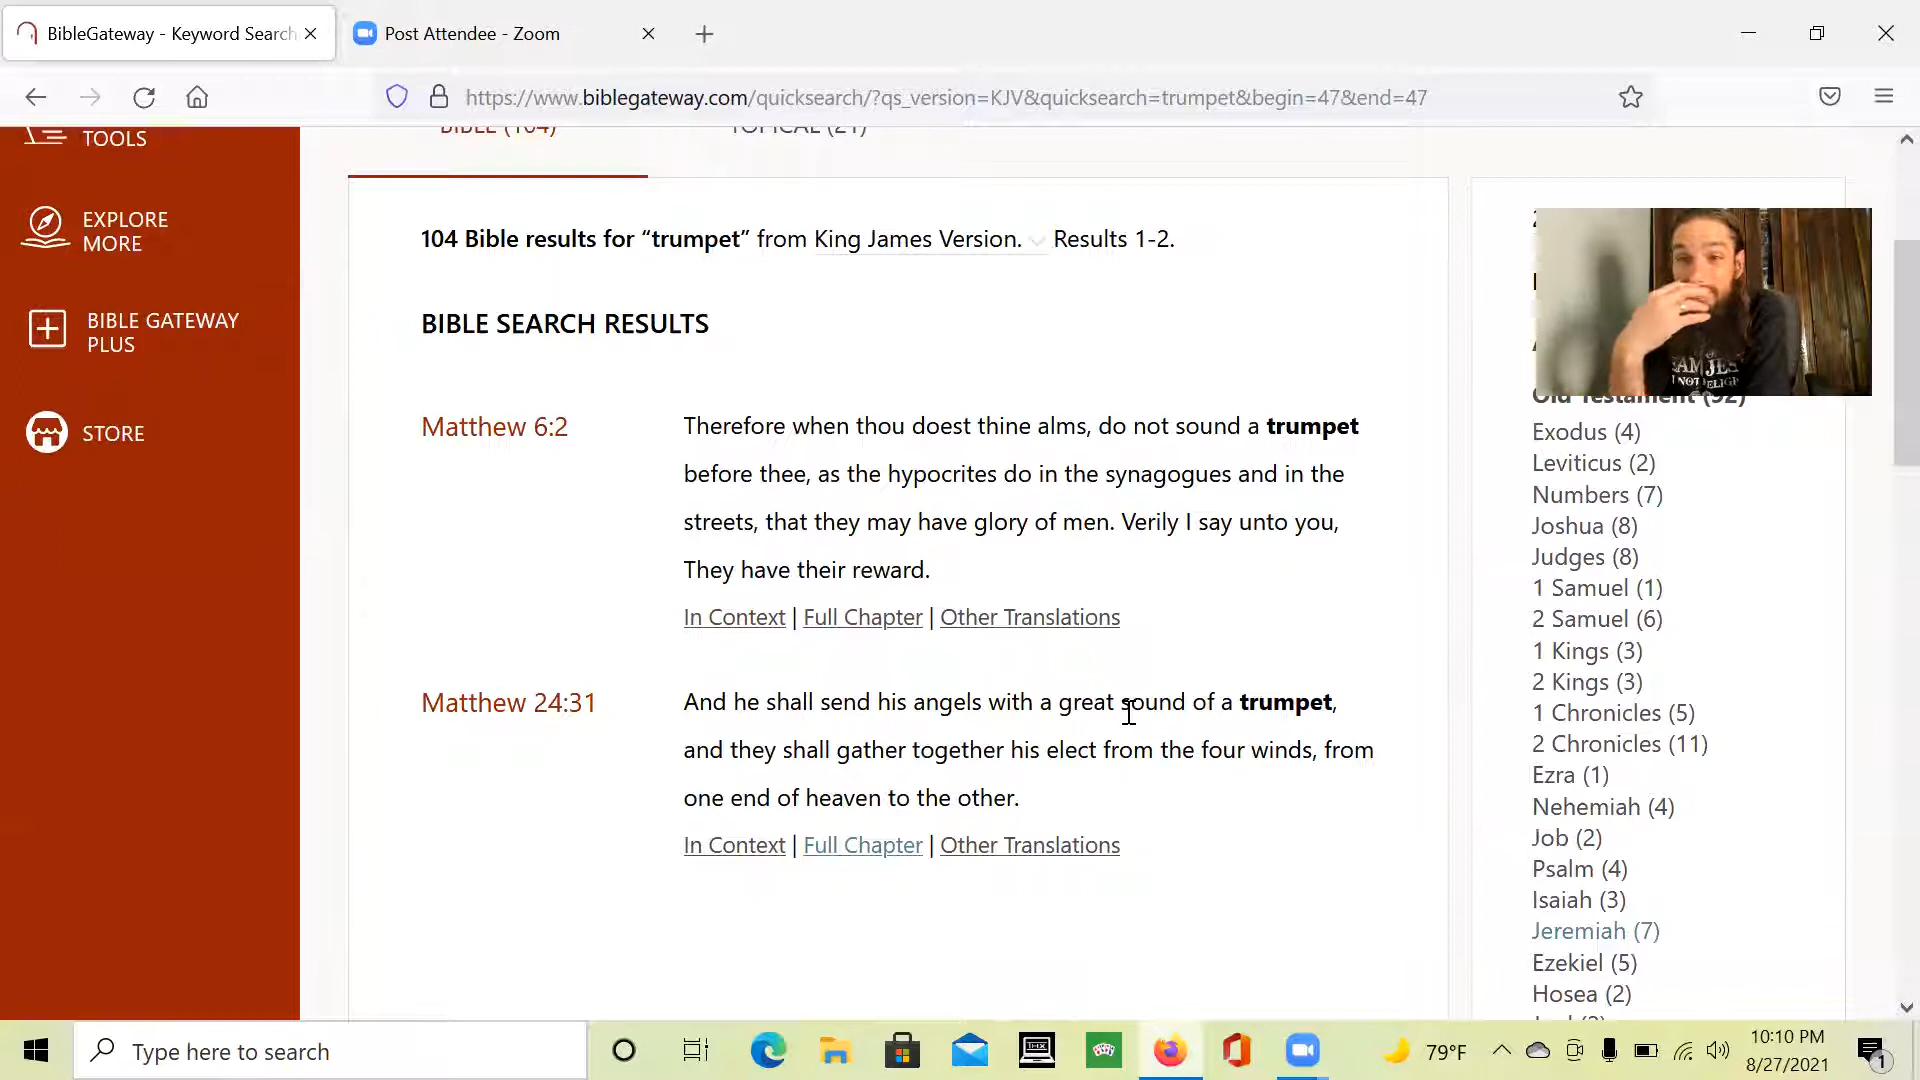 BibleGateway - Keyword Search
Post Attendee - Zoom
https://www.biblegateway.com/quicksearch/?qs_version=KJV&quicksearch=trumpet&begin=47&end=47
TOOLS
EXPLORE
MORE
BIBLE GATEWAY
PLUS
STORE
BIBLE (104)
TOPICAL (21)
104 Bible results for “trumpet” from King James Version. Results 1-2.
BIBLE SEARCH RESULTS
Matthew 6:2
Therefore when thou doest thine alms, do not sound a trumpet
before thee, as the hypocrites do in the synagogues and in the
streets, that they may have glory of men. Verily I say unto you,
They have their reward.
In Context | Full Chapter | Other Translations
Matthew 24:31
And he shall send his angels with a great sound of a trumpet,
and they shall gather together his elect from the four winds, from
one end of heaven to the other.
In Context | Full Chapter | Other Translations
Old Testament (92)
Exodus (4)
Leviticus (2)
Numbers (7)
Joshua (8)
Judges (8)
1 Samuel (1)
2 Samuel (6)
1 Kings (3)
2 Kings (3)
1 Chronicles (5)
2 Chronicles (11)
Ezra (1)
Nehemiah (4)
Job (2)
Psalm (4)
Isaiah (3)
Jeremiah (7)
Ezekiel (5)
Hosea (2)
Type here to search
79°F
10:10 PM
8/27/2021
1